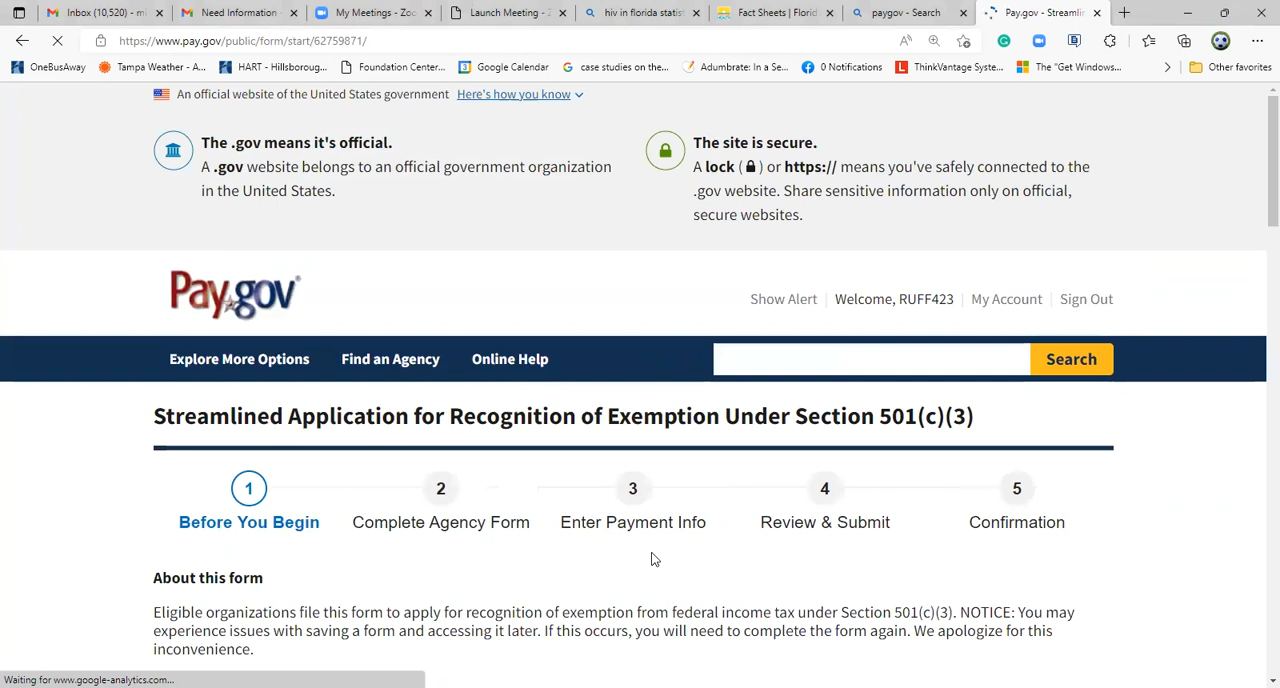 Inbox (10,520) - mi
Need Information
My Meetings - Zoo
Launch Meeting - Z
hiv in florida statist
Fact Sheets | Florid
paygov - Search
Pay.gov - Streamlin
https://www.pay.gov/public/form/start/62759871/
OneBusAway
Tampa Weather - A...
HART - Hillsboroug...
Foundation Center...
Google Calendar
case studies on the...
Adumbrate: In a Se...
0 Notifications
ThinkVantage Syste...
The "Get Windows...
Other favorites
An official website of the United States government Here's how you know
The .gov means it's official.
A .gov website belongs to an official government organization
in the United States.
The site is secure.
A lock ( ) or https:// means you've safely connected to the
.gov website. Share sensitive information only on official,
secure websites.
Pay.gov®
Show Alert
Welcome, RUFF423
My Account
Sign Out
Explore More Options
Find an Agency
Online Help
Search
Streamlined Application for Recognition of Exemption Under Section 501(c)(3)
1
2
3
4
5
Before You Begin
Complete Agency Form
Enter Payment Info
Review & Submit
Confirmation
About this form
Eligible organizations file this form to apply for recognition of exemption from federal income tax under Section 501(c)(3). NOTICE: You may
experience issues with saving a form and accessing it later. If this occurs, you will need to complete the form again. We apologize for this
inconvenience.
Waiting for www.google-analytics.com...